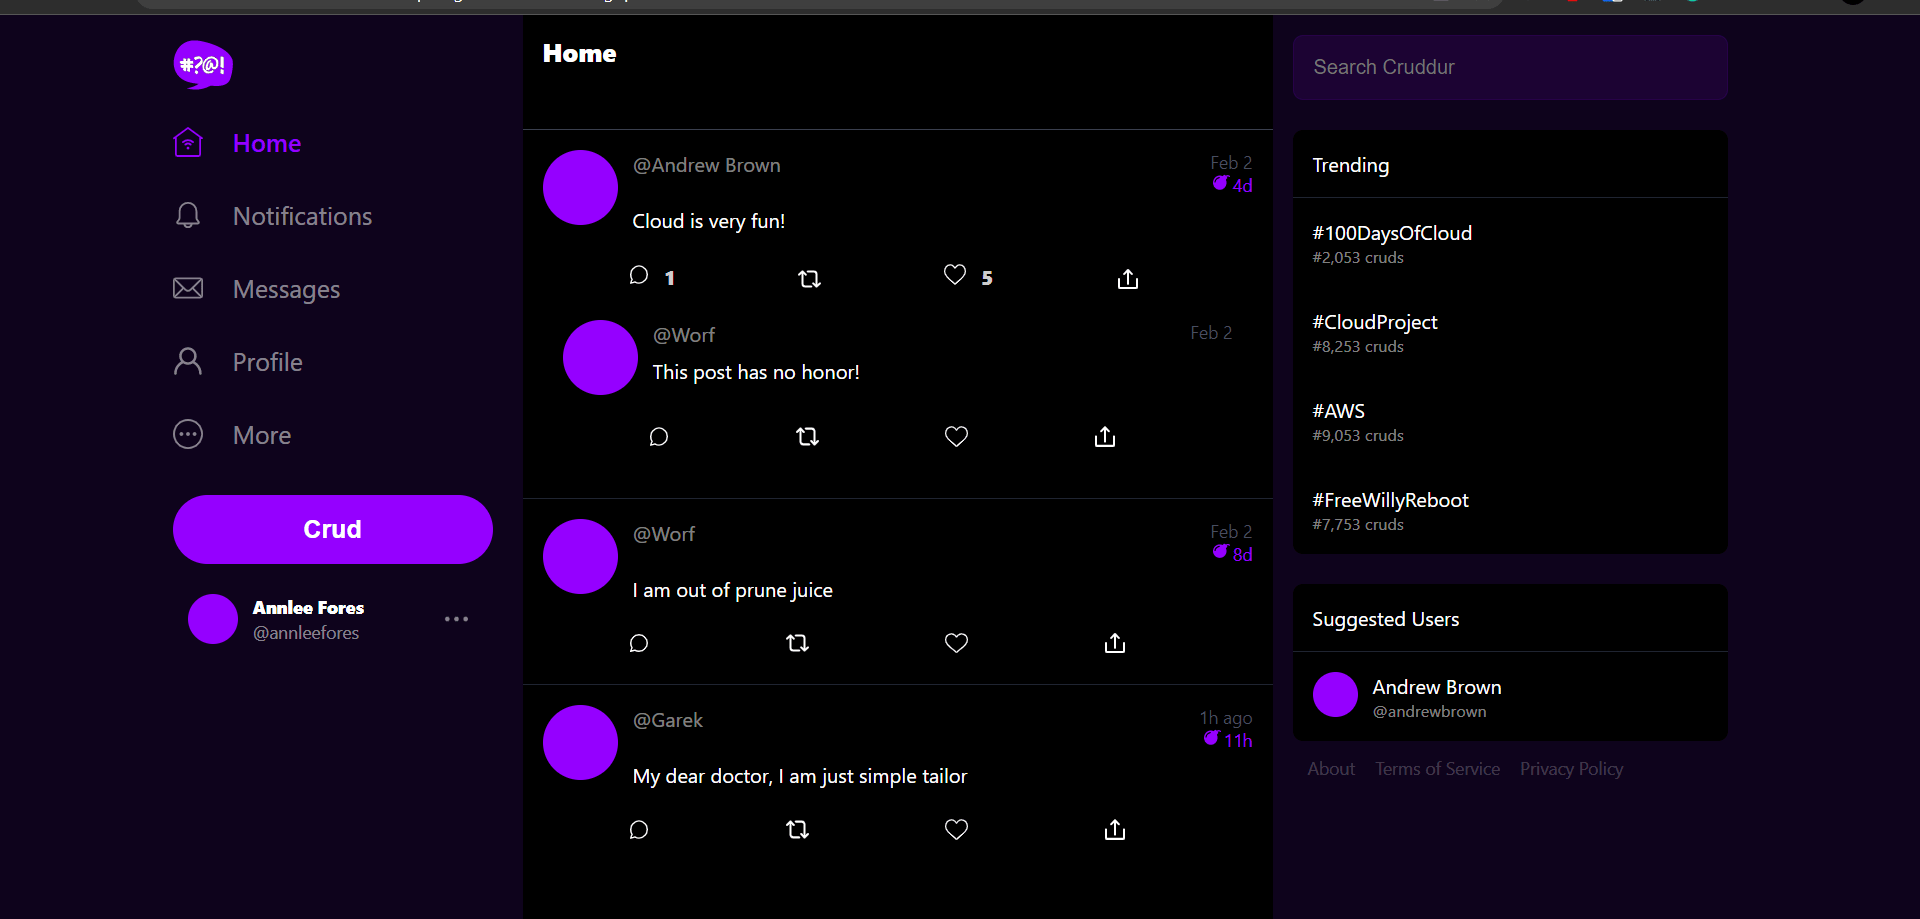 #?@!
Home
Notifications
Messages
Profile
More
Crud
Annlee Fores
@annleefores
Home
@Andrew Brown
Feb 2
4d
Cloud is very fun!
1
5
@Worf
Feb 2
This post has no honor!
@Worf
Feb 2
8d
I am out of prune juice
@Garek
1h ago
11h
My dear doctor, I am just simple tailor
Search Cruddur
Trending
#100DaysOfCloud
#2,053 cruds
#CloudProject
#8,253 cruds
#AWS
#9,053 cruds
#FreeWillyReboot
#7,753 cruds
Suggested Users
Andrew Brown
@andrewbrown
About Terms of Service Privacy Policy